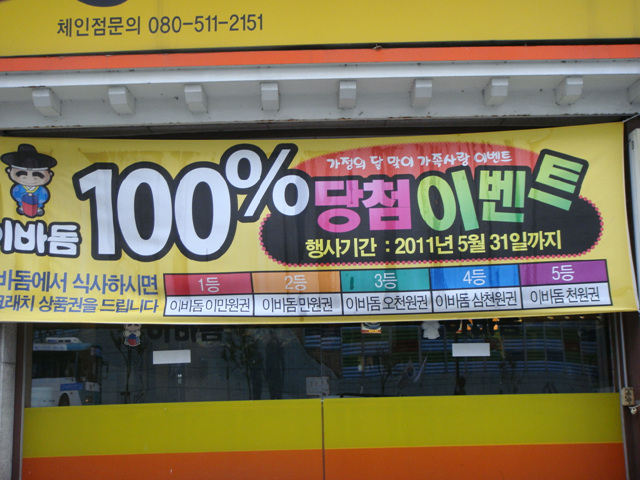 체인점문의 080-511-2151
가정의 달 맞이 가족사랑 이벤트
이바돔 100% 당첨 이벤트
행사기간 : 2011년 5월 31일까지
바돔에서 식사하시면
크래치 상품권을 드립니다
1등 2등 3등 4등 5등
이바돔 이만원권 이바돔 만원권 이바돔 오천원권 이바돔 삼천원권 이바돔 천원권
이바돔